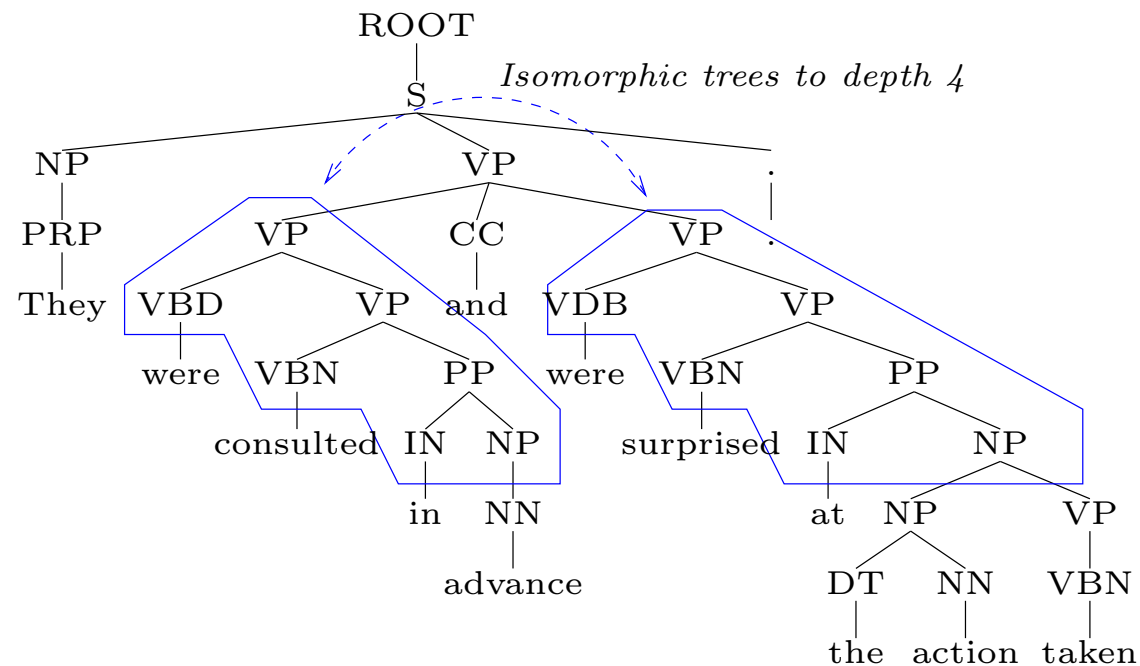 ROOT
Isomorphic trees to depth 4
S
NP VP .
PRP VP CC VP .
They VBD VP and VDB VP
were VBN PP were VBN PP
consulted IN NP surprised IN NP
in NN at NP VP
advance DT NN VBN
the action taken